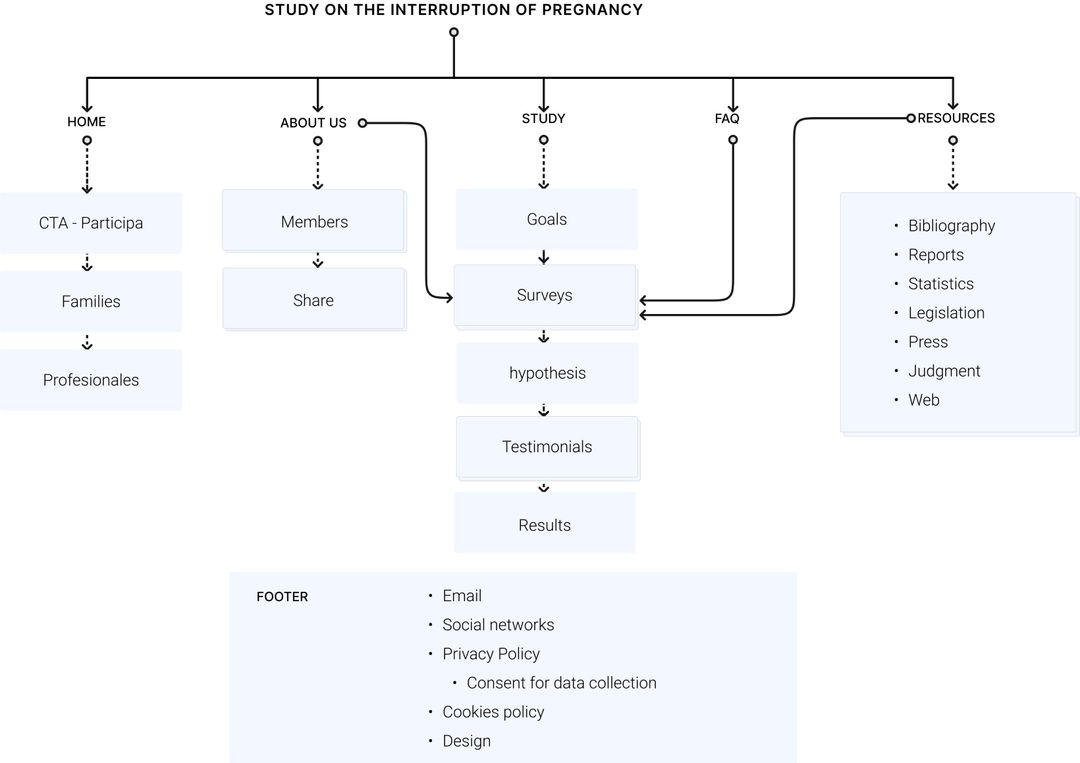 STUDY ON THE INTERRUPTION OF PREGNANCY
HOME
ABOUT US
STUDY
FAQ
RESOURCES
CTA - Participa
Families
Profesionales
Members
Share
Goals
Surveys
hypothesis
Testimonials
Results
• Bibliography
• Reports
• Statistics
• Legislation
• Press
• Judgment
• Web
FOOTER
• Email
• Social networks
• Privacy Policy
• Consent for data collection
• Cookies policy
• Design